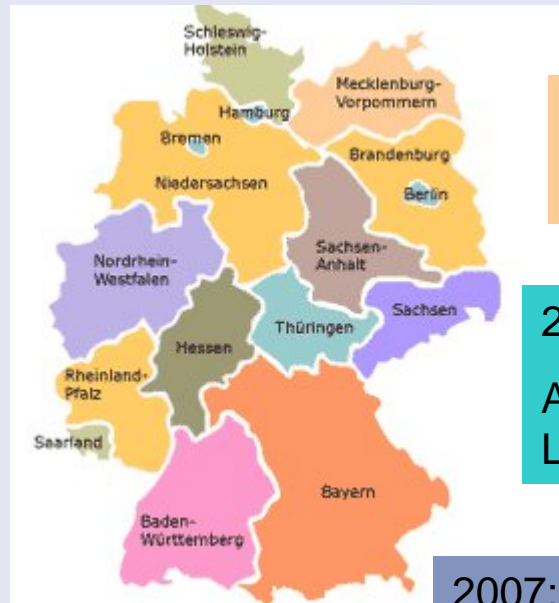 Schleswig-
Holstein
Mecklenburg-
Vorpommern
Hamburg
Bremen
Brandenburg
Niedersachsen
Berlin
Nordrhein-
Westfalen
Sachsen-
Anhalt
Sachsen
Thüringen
Hessen
Rheinland-
Pfalz
Saarland
Bayern
Baden-
Württemberg
2
A
L
2007: